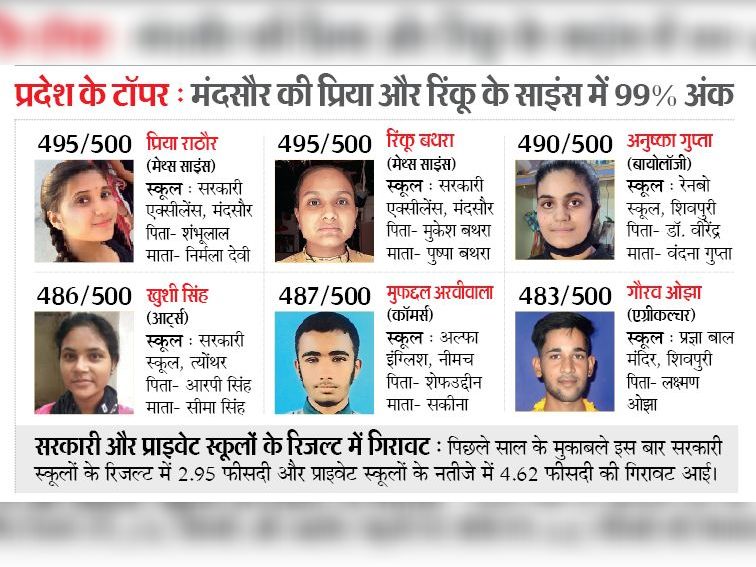 प्रदेश के टॉपर : मंदसौर की प्रिया और रिंकू के साइंस में 99% अंक
495/500
प्रिया राठौर
(मेथ्स साइंस)
स्कूल : सरकारी
एक्सीलेंस, मंदसौर
पिता- शंभूलाल
माता- निर्मला देवी
495/500
रिंकू बथरा
(मेथ्स साइंस)
स्कूल : सरकारी
एक्सीलेंस, मंदसौर
पिता- मुकेश बथरा
माता- पुष्पा बथरा
490/500
अनुष्का गुप्ता
(बायोलॉजी)
स्कूल : रेनबो
स्कूल, शिवपुरी
पिता- डॉ. वीरेंद्र
माता- वंदना गुप्ता
486/500
खुशी सिंह
(आर्ट्स)
स्कूल : सरकारी
स्कूल, त्योंथर
पिता- आरपी सिंह
माता- सीमा सिंह
487/500
मुफद्दल अरवीवाला
(कॉमर्स)
स्कूल : अल्फा
इंग्लिश, नीमच
पिता- शेफउद्दीन
माता- सकीना
483/500
गौरव ओझा
(एग्रीकल्चर)
स्कूल : प्रज्ञा बाल
मंदिर, शिवपुरी
पिता- लक्ष्मण
ओझा
सरकारी और प्राइवेट स्कूलों के रिजल्ट में गिरावट : पिछले साल के मुकाबले इस बार सरकारी
स्कूलों के रिजल्ट में 2.95 फीसदी और प्राइवेट स्कूलों के नतीजे में 4.62 फीसदी की गिरावट आई।